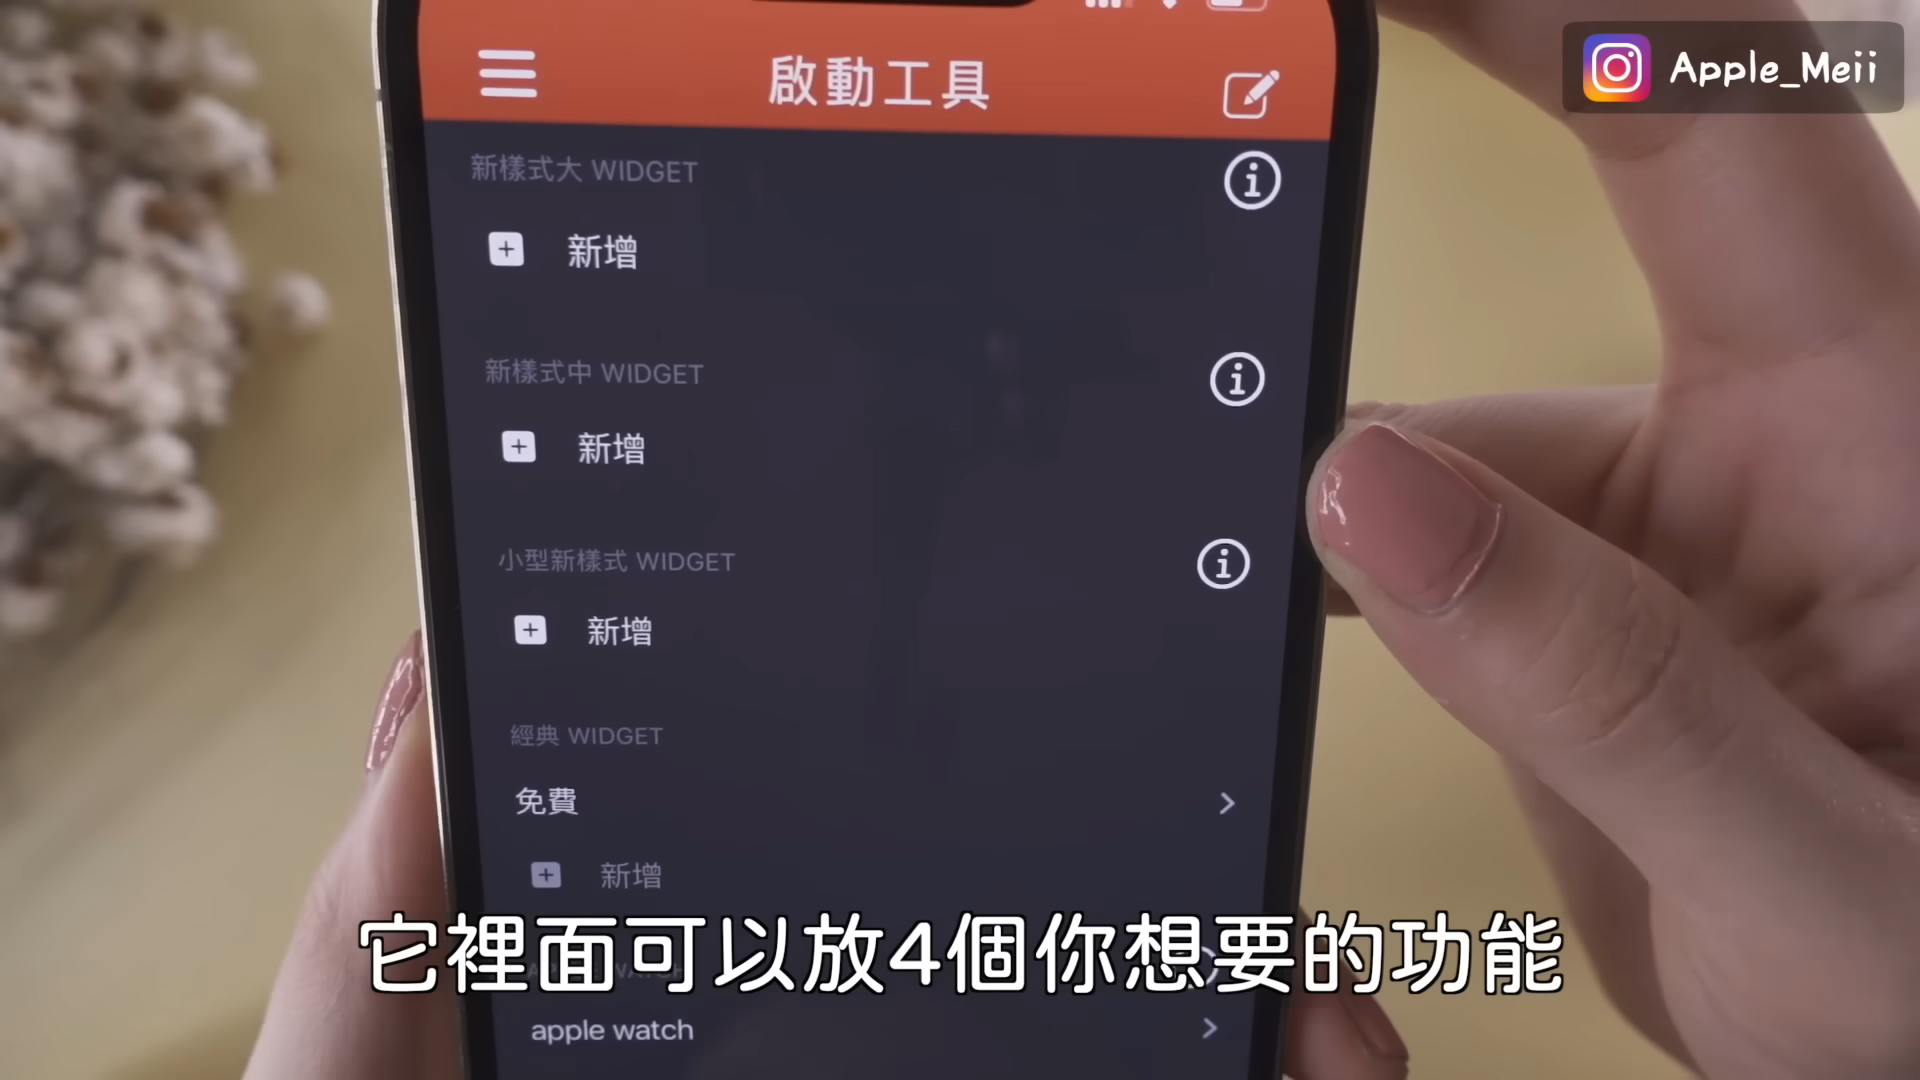 Apple_Meii
啟動工具
新樣式大 WIDGET
新增
新樣式中 WIDGET
新增
小型新樣式 WIDGET
新增
經典 WIDGET
免費
新增
它裡面可以放4個你想要的功能
apple watch